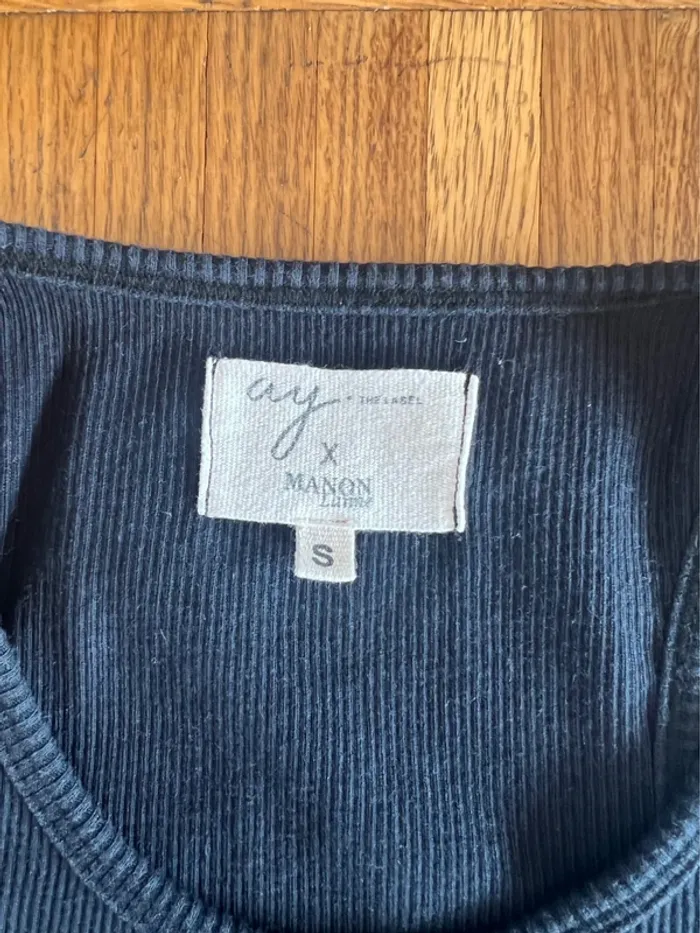 ay. THE LABEL
X
MANON
S